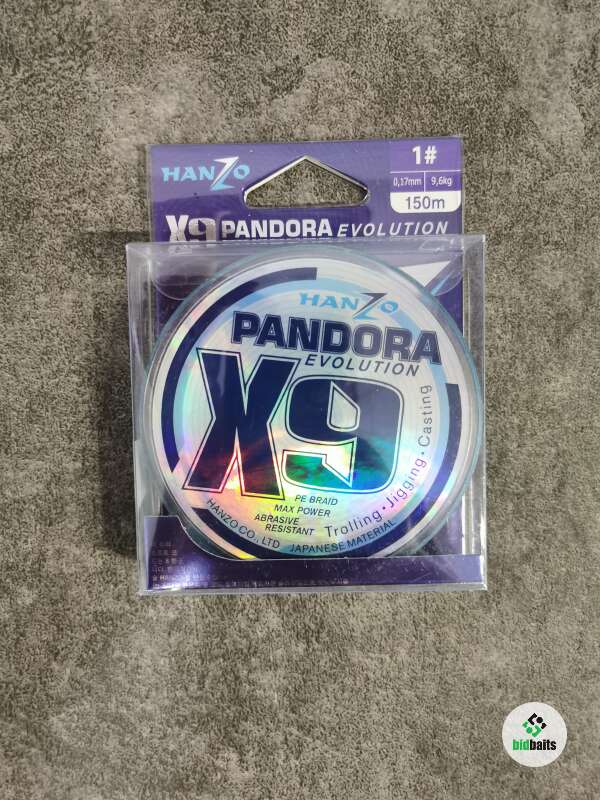 HANZO
1#
0,17mm 9,6kg
150m
X9 PANDORA EVOLUTION
HANZO
PANDORA
EVOLUTION
X9
PE BRAID
MAX POWER
ABRASIVE
RESISTANT
Trolling · Jigging · Casting
HANZO CO., LTD JAPANESE MATERIAL
bidbaits